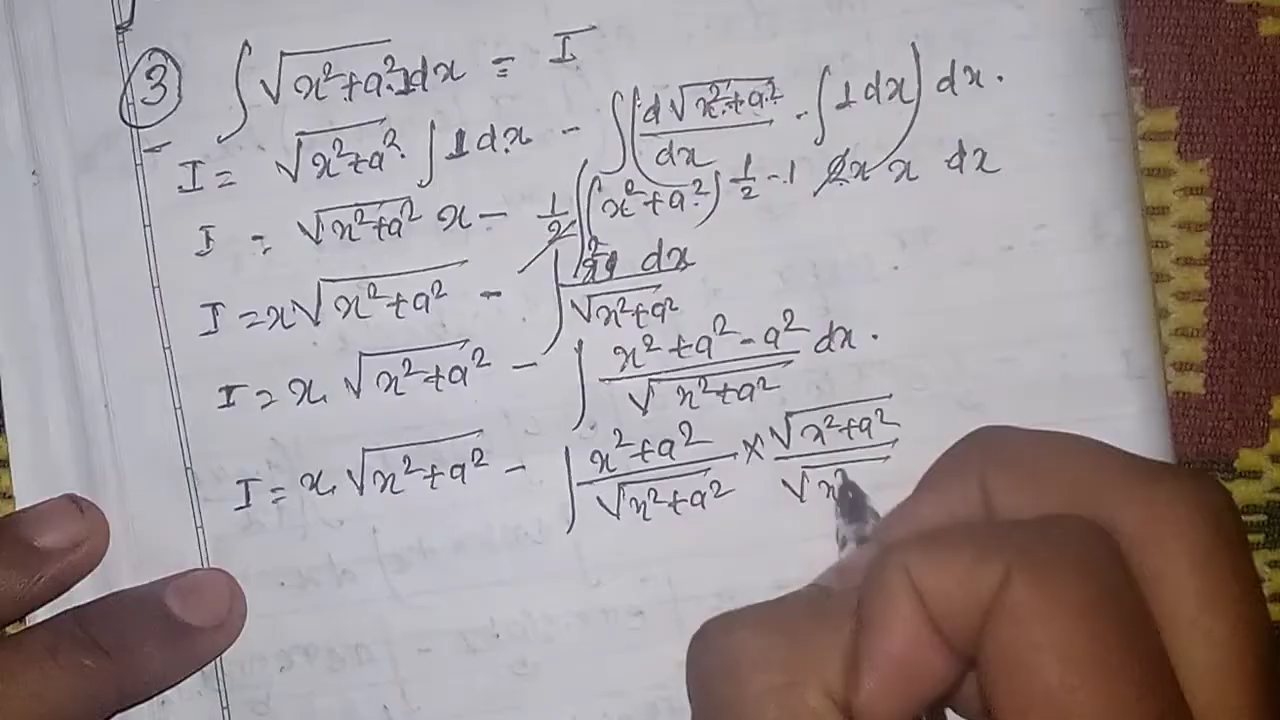 ③ ∫ √(x²+a²) · 1 dx = I
I = √(x²+a²) · ∫ 1 dx − ∫ ( d√(x²+a²) / dx · ∫ 1 dx ) dx.
I = √(x²+a²) x − 1/2 ∫ (x²+a²)^(1/2 − 1) 2x x dx
I = x √(x²+a²) − ∫ x² dx / √(x²+a²)
I = x √(x²+a²) − ∫ (x²+a²−a²) / √(x²+a²) dx.
I = x √(x²+a²) − ∫ (x²+a²) / √(x²+a²) × √(x²+a²) / √x²